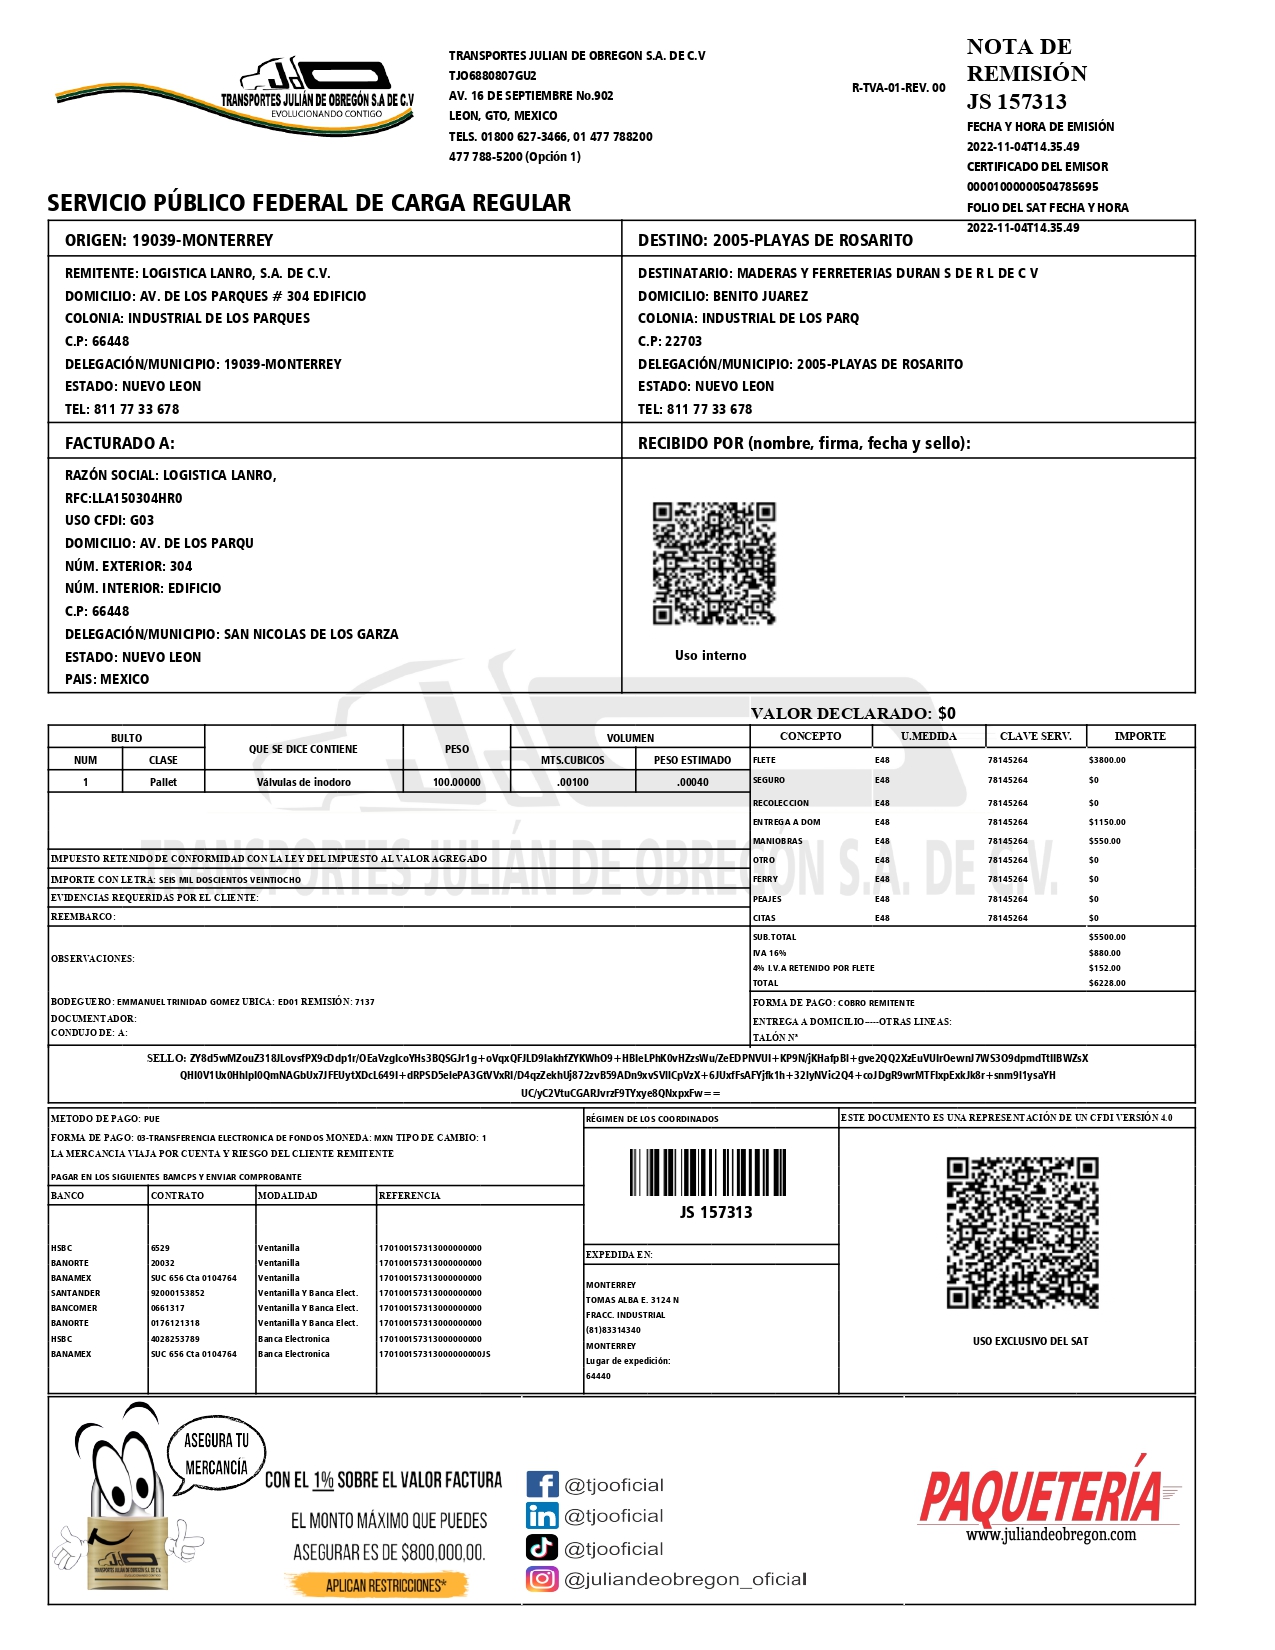 TRANSPORTES JULIÁN DE OBREGÓN S.A DE C.V
EVOLUCIONANDO CONTIGO
TRANSPORTES JULIAN DE OBREGON S.A. DE C.V
TJO6880807GU2
AV. 16 DE SEPTIEMBRE No.902
LEON, GTO, MEXICO
TELS. 01800 627-3466, 01 477 788200
477 788-5200 (Opción 1)
R-TVA-01-REV. 00
NOTA DE
REMISIÓN
JS 157313
FECHA Y HORA DE EMISIÓN
2022-11-04T14.35.49
CERTIFICADO DEL EMISOR
00001000000504785695
FOLIO DEL SAT FECHA Y HORA
2022-11-04T14.35.49
SERVICIO PÚBLICO FEDERAL DE CARGA REGULAR
ORIGEN: 19039-MONTERREY
REMITENTE: LOGISTICA LANRO, S.A. DE C.V.
DOMICILIO: AV. DE LOS PARQUES # 304 EDIFICIO
COLONIA: INDUSTRIAL DE LOS PARQUES
C.P: 66448
DELEGACIÓN/MUNICIPIO: 19039-MONTERREY
ESTADO: NUEVO LEON
TEL: 811 77 33 678
DESTINO: 2005-PLAYAS DE ROSARITO
DESTINATARIO: MADERAS Y FERRETERIAS DURAN S DE R L DE C V
DOMICILIO: BENITO JUAREZ
COLONIA: INDUSTRIAL DE LOS PARQ
C.P: 22703
DELEGACIÓN/MUNICIPIO: 2005-PLAYAS DE ROSARITO
ESTADO: NUEVO LEON
TEL: 811 77 33 678
FACTURADO A:
RAZÓN SOCIAL: LOGISTICA LANRO,
RFC:LLA150304HR0
USO CFDI: G03
DOMICILIO: AV. DE LOS PARQU
NÚM. EXTERIOR: 304
NÚM. INTERIOR: EDIFICIO
C.P: 66448
DELEGACIÓN/MUNICIPIO: SAN NICOLAS DE LOS GARZA
ESTADO: NUEVO LEON
PAIS: MEXICO
RECIBIDO POR (nombre, firma, fecha y sello):
Uso interno
VALOR DECLARADO: $0
BULTO QUE SE DICE CONTIENE PESO VOLUMEN
NUM CLASE MTS.CUBICOS PESO ESTIMADO
1 Pallet Válvulas de inodoro 100.00000 .00100 .00040
CONCEPTO U.MEDIDA CLAVE SERV. IMPORTE
FLETE E48 78145264 $3800.00
SEGURO E48 78145264 $0
RECOLECCION E48 78145264 $0
ENTREGA A DOM E48 78145264 $1150.00
MANIOBRAS E48 78145264 $550.00
OTRO E48 78145264 $0
FERRY E48 78145264 $0
PEAJES E48 78145264 $0
CITAS E48 78145264 $0
SUB.TOTAL $5500.00
IVA 16% $880.00
4% I.V.A RETENIDO POR FLETE $152.00
TOTAL $6228.00
TRANSPORTES JULIÁN DE OBREGÓN S.A. DE C.V.
IMPUESTO RETENIDO DE CONFORMIDAD CON LA LEY DEL IMPUESTO AL VALOR AGREGADO
IMPORTE CON LETRA: SEIS MIL DOSCIENTOS VEINTIOCHO
EVIDENCIAS REQUERIDAS POR EL CLIENTE:
REEMBARCO:
OBSERVACIONES:
BODEGUERO: EMMANUEL TRINIDAD GOMEZ UBICA: ED01 REMISIÓN: 7137
DOCUMENTADOR:
CONDUJO DE: A:
FORMA DE PAGO: COBRO REMITENTE
ENTREGA A DOMICILIO-----OTRAS LINEAS:
TALÓN Nª
SELLO: ZY8d5wMZouZ318JLovsfPX9cDdp1r/OEaVzgIcoYHs3BQSGJr1g+oVqxQFJLD9lakhfZYKWhO9+HBIeLPhK0vHZzsWu/ZeEDPNVUI+KP9N/jKHafpBI+gve2QQ2XzEuVUIrOewnJ7WS3O9dpmdTtIIBWZsX
QHI0V1Ux0HhIpI0QmNAGbUx7JFEUytXDcL649I+dRPSD5elePA3GtVVxRI/D4qzZekhUj872zvB59ADn9xvSVIICpVzX+6JUxfFsAFYjfk1h+32IyNVic2Q4+coJDgR9wrMTFIxpExkJk8r+snm9I1ysaYH
UC/yC2VtuCGARJvrzF9TYxye8QNxpxFw==
METODO DE PAGO: PUE
FORMA DE PAGO: 03-TRANSFERENCIA ELECTRONICA DE FONDOS MONEDA: MXN TIPO DE CAMBIO: 1
LA MERCANCIA VIAJA POR CUENTA Y RIESGO DEL CLIENTE REMITENTE
PAGAR EN LOS SIGUIENTES BAMCPS Y ENVIAR COMPROBANTE
BANCO CONTRATO MODALIDAD REFERENCIA
HSBC 6529 Ventanilla 170100157313000000000
BANORTE 20032 Ventanilla 170100157313000000000
BANAMEX SUC 656 Cta 0104764 Ventanilla 170100157313000000000
SANTANDER 92000153852 Ventanilla Y Banca Elect. 170100157313000000000
BANCOMER 0661317 Ventanilla Y Banca Elect. 170100157313000000000
BANORTE 0176121318 Ventanilla Y Banca Elect. 170100157313000000000
HSBC 4028253789 Banca Electronica 170100157313000000000
BANAMEX SUC 656 Cta 0104764 Banca Electronica 170100157313000000000JS
RÉGIMEN DE LOS COORDINADOS
JS 157313
EXPEDIDA EN:
MONTERREY
TOMAS ALBA E. 3124 N
FRACC. INDUSTRIAL
(81)83314340
MONTERREY
Lugar de expedición:
64440
ESTE DOCUMENTO ES UNA REPRESENTACIÓN DE UN CFDI VERSIÓN 4.0
USO EXCLUSIVO DEL SAT
ASEGURA TU
MERCANCÍA
TRANSPORTES JULIÁN DE OBREGÓN S.A. DE C.V.
CON EL 1% SOBRE EL VALOR FACTURA
EL MONTO MÁXIMO QUE PUEDES
ASEGURAR ES DE $800,000,00.
APLICAN RESTRICCIONES*
@tjooficial
@tjooficial
@tjooficial
@juliandeobregon_oficial
PAQUETERÍA
www.juliandeobregon.com